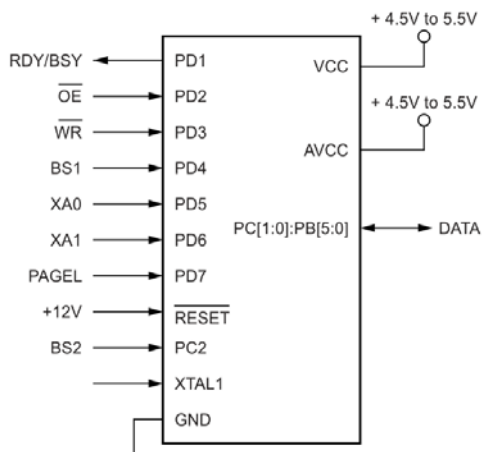 + 4.5V to 5.5V
RDY/BSY PD1 VCC
OE PD2 + 4.5V to 5.5V
WR PD3
BS1 PD4 AVCC
XA0 PD5
XA1 PD6 PC[1:0]:PB[5:0] DATA
PAGEL PD7
+12V RESET
BS2 PC2
XTAL1
GND